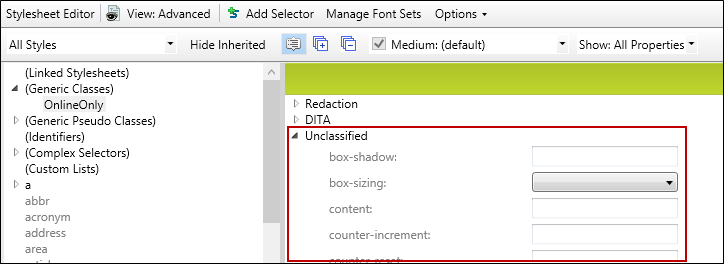 Stylesheet Editor View: Advanced Add Selector Manage Font Sets Options
All Styles Hide Inherited Medium: (default) Show: All Properties
(Linked Stylesheets)
(Generic Classes)
OnlineOnly
(Generic Pseudo Classes)
(Identifiers)
(Complex Selectors)
(Custom Lists)
a
abbr
acronym
address
area
Redaction
DITA
Unclassified
box-shadow:
box-sizing:
content:
counter-increment:
counter-reset: